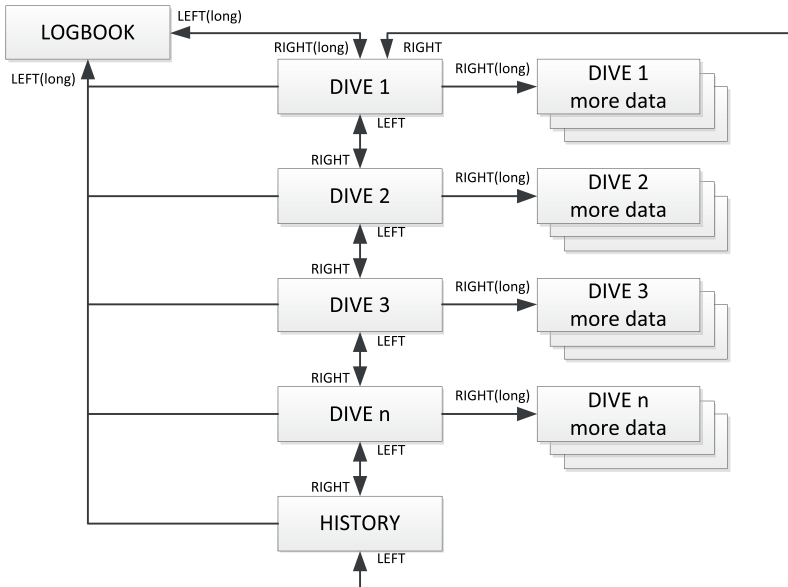 LOGBOOK
LEFT(long)
RIGHT(long)
RIGHT
LEFT(long)
DIVE 1
RIGHT(long)
DIVE 1
more data
LEFT
RIGHT
DIVE 2
RIGHT(long)
DIVE 2
more data
LEFT
RIGHT
DIVE 3
RIGHT(long)
DIVE 3
more data
LEFT
RIGHT
DIVE n
RIGHT(long)
DIVE n
more data
LEFT
RIGHT
HISTORY
LEFT